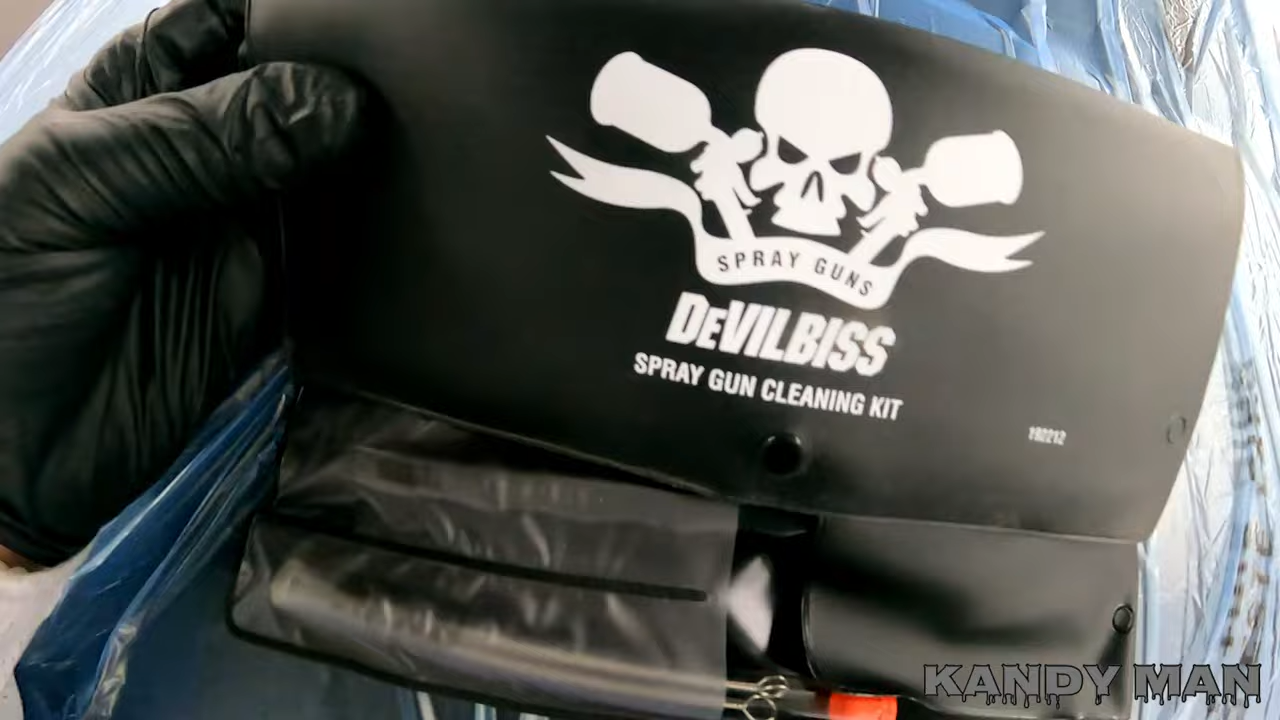 SPRAY GUNS
DEVILBISS
SPRAY GUN CLEANING KIT
192212
KANDY MAN